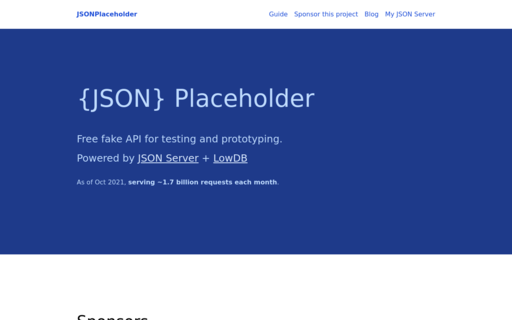 JSONPlaceholder
Guide Sponsor this project Blog My JSON Server
{JSON} Placeholder
Free fake API for testing and prototyping.
Powered by JSON Server + LowDB
As of Oct 2021, serving ~1.7 billion requests each month.
Sponsors